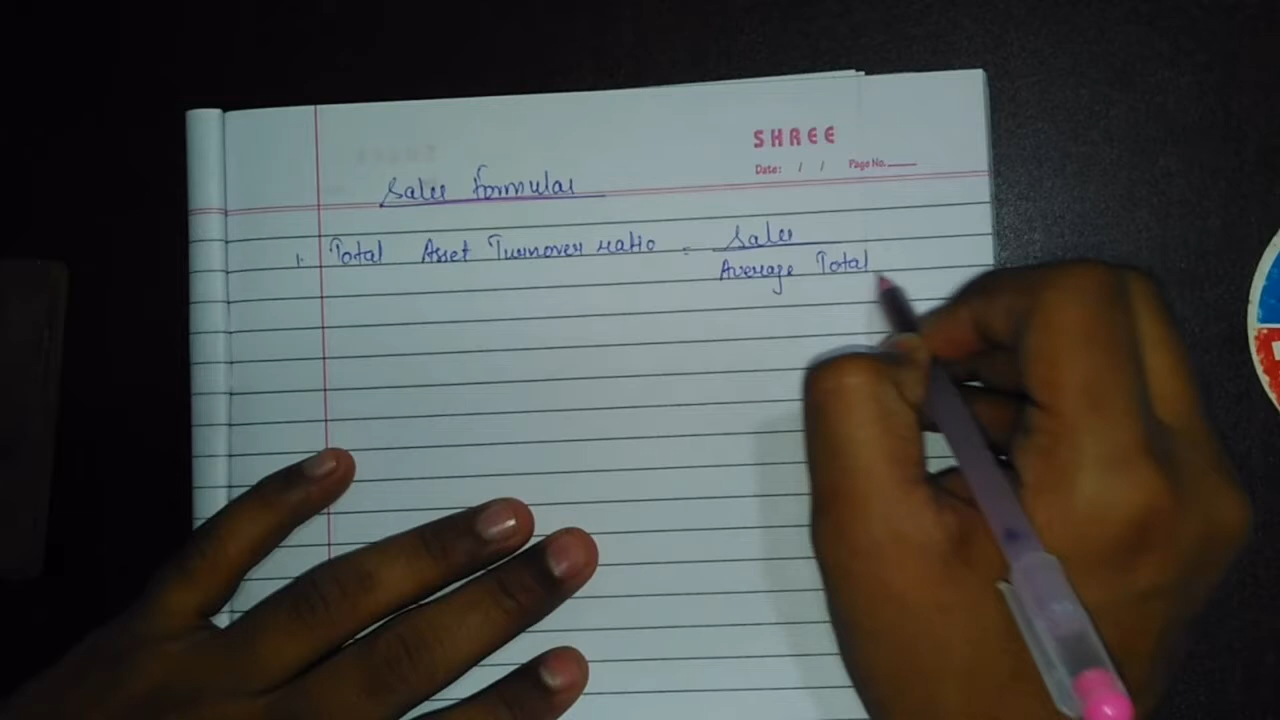 SHREE
Date: / / Page No.
Sales Formulas
1. Total Asset Turnover ratio = Sales
Average Total